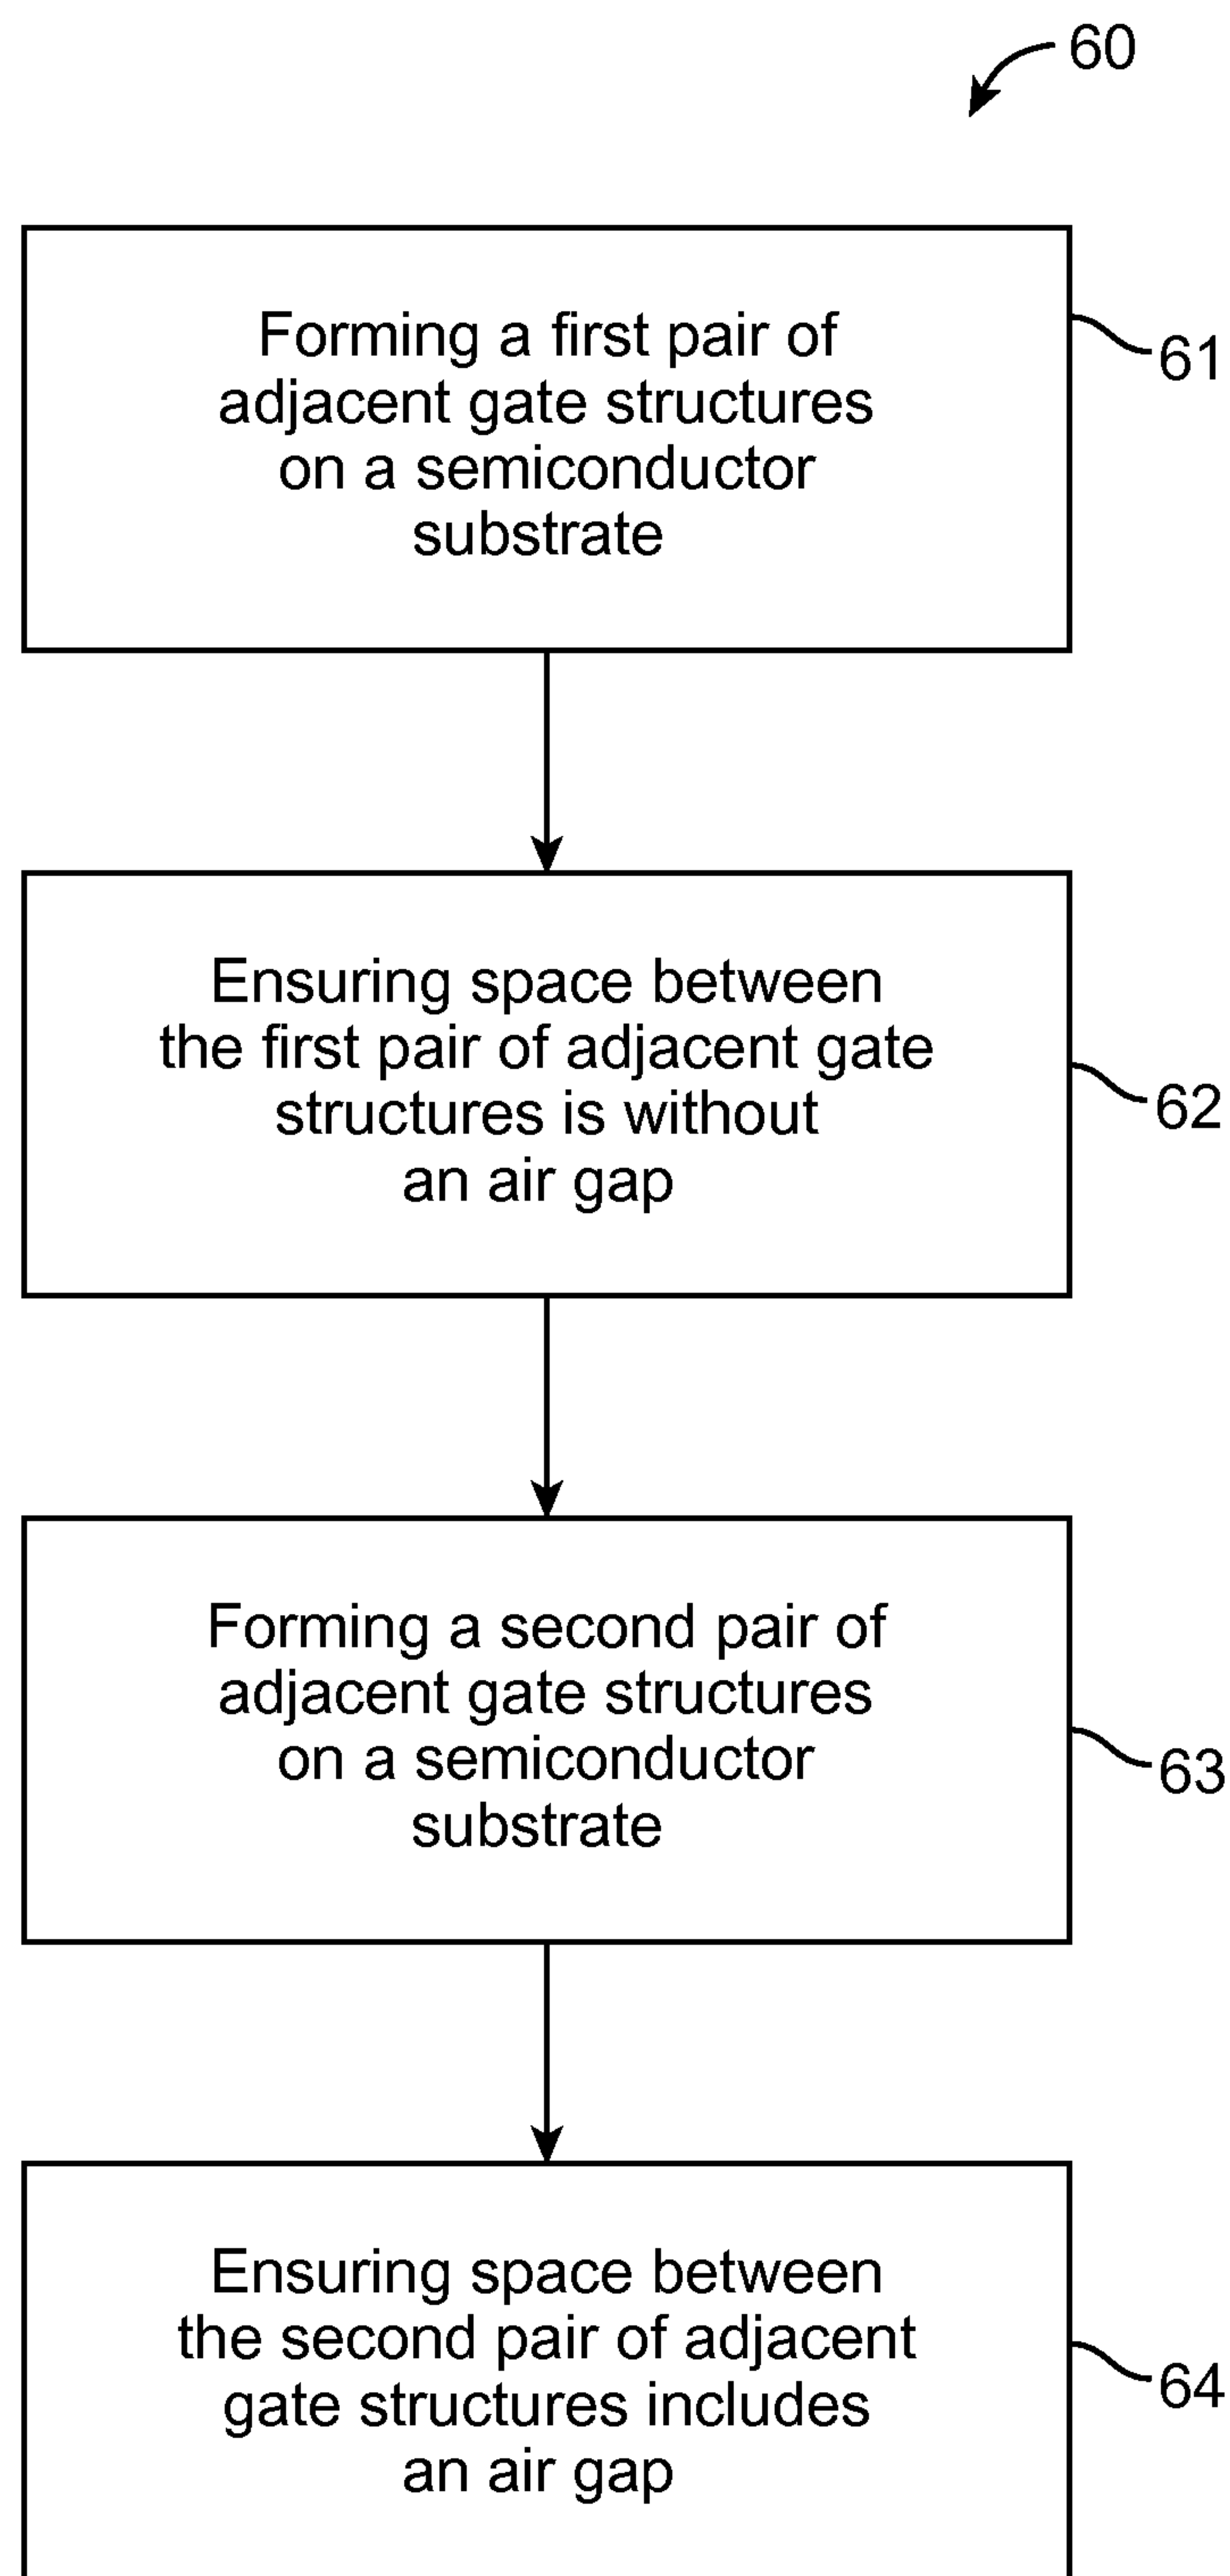 60
Forming a first pair of
adjacent gate structures
on a semiconductor
substrate
61
Ensuring space between
the first pair of adjacent gate
structures is without
an air gap
62
Forming a second pair of
adjacent gate structures
on a semiconductor
substrate
63
Ensuring space between
the second pair of adjacent
gate structures includes
an air gap
64